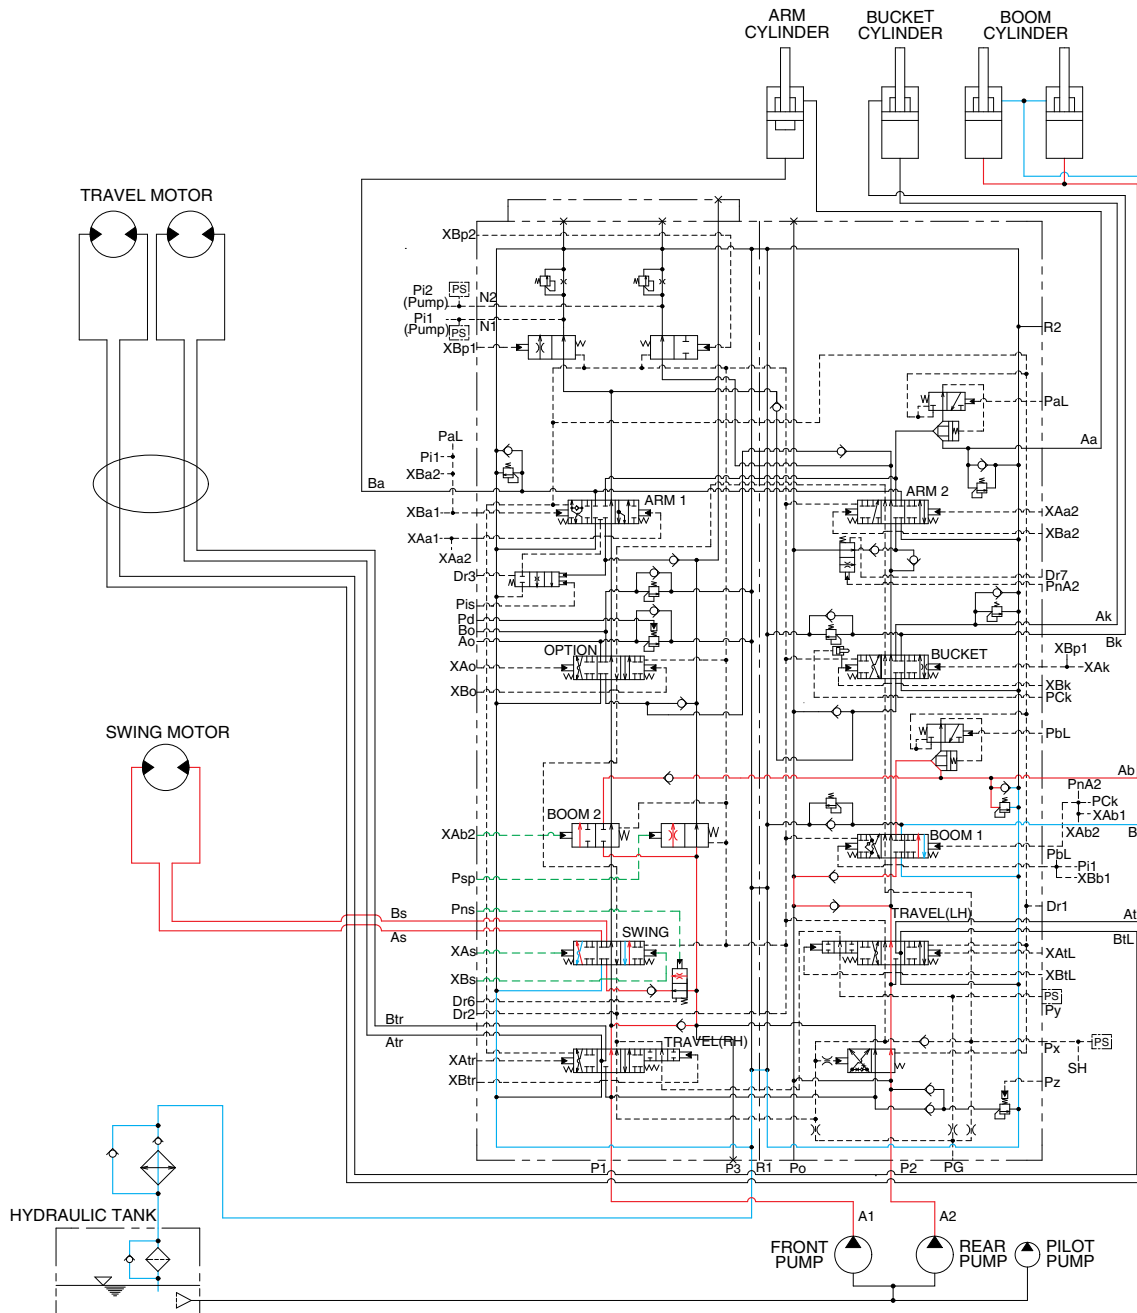 ARM
CYLINDER
BUCKET
CYLINDER
BOOM
CYLINDER
TRAVEL MOTOR
XBp2
Pi2
(Pump)
PS
N2
Pi1
(Pump)
PS
N1
XBp1
R2
PaL
Aa
PaL
Pi1
XBa2
Ba
XBa1
XAa1
XAa2
ARM 1
ARM 2
XAa2
XBa2
Dr3
Pis
Pd
Bo
Ao
Dr7
PnA2
Ak
Bk
OPTION
XAo
XBo
BUCKET
XBp1
XAk
XBk
PCk
SWING MOTOR
PbL
Ab
PnA2
PCk
XAb1
XAb2
B
BOOM 2
XAb2
Psp
BOOM 1
PbL
Pi1
XBb1
Pns
Bs
As
SWING
XAs
XBs
Dr6
Dr2
TRAVEL(LH)
Dr1
At
BtL
XAtL
XBtL
PS
Py
Btr
Atr
TRAVEL(RH)
XAtr
XBtr
Px
PS
SH
Pz
P1
P3
R1
Po
P2
PG
HYDRAULIC TANK
A1
A2
FRONT
PUMP
REAR
PUMP
PILOT
PUMP